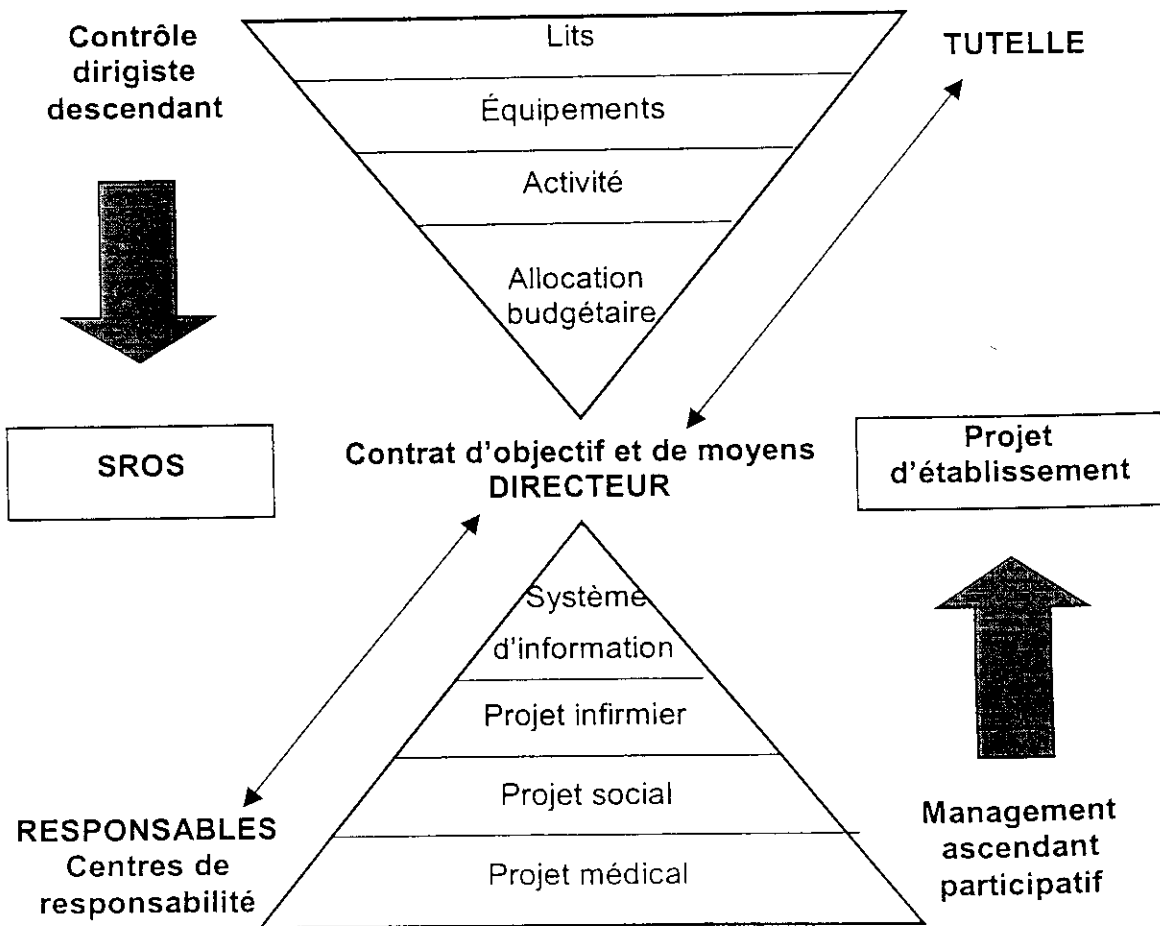 Contrôle
dirigiste
descendant
Lits
Équipements
Activité
Allocation
budgétaire
TUTELLE
SROS
Contrat d'objectif et de moyens
DIRECTEUR
Projet
d'établissement
Système
d'information
Projet infirmier
Projet social
Projet médical
RESPONSABLES
Centres de
responsabilité
Management
ascendant
participatif